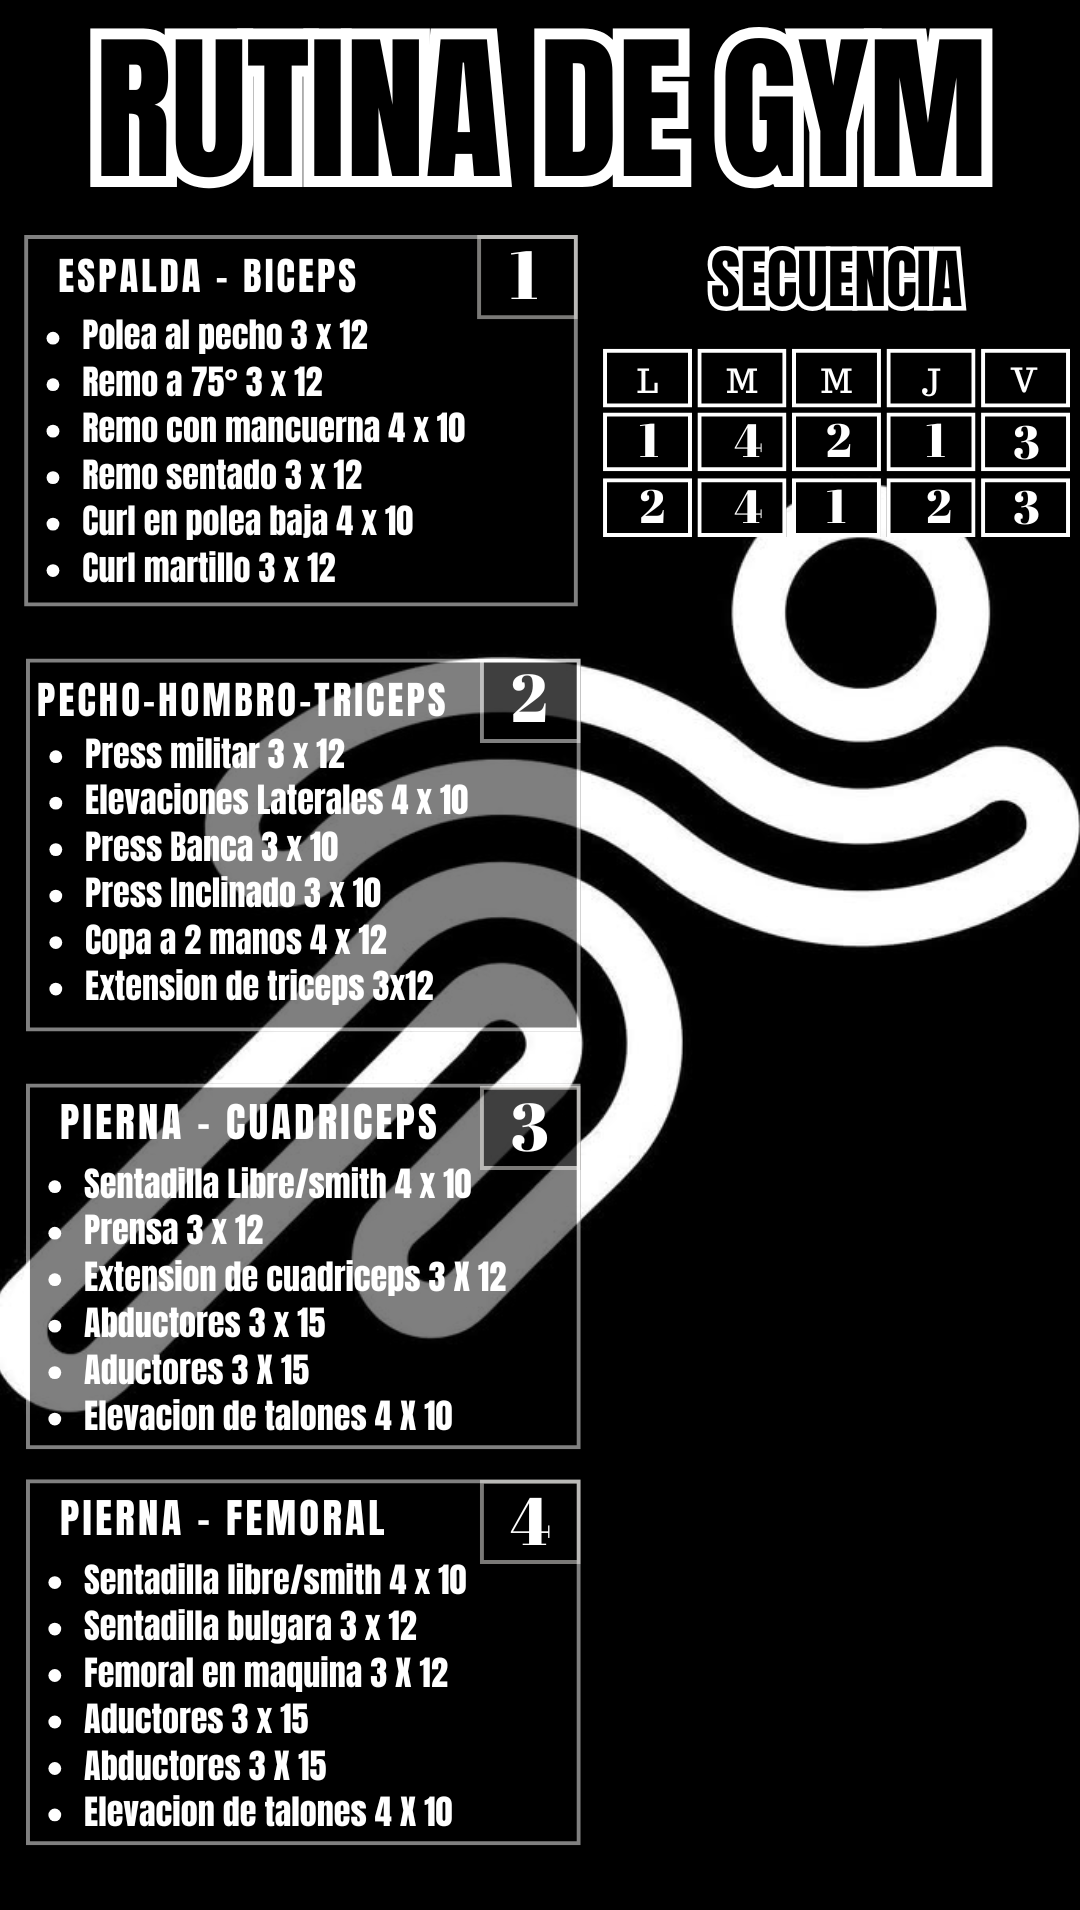 RUTINA DE GYM
ESPALDA - BICEPS
1
Polea al pecho 3 x 12
Remo a 75° 3 x 12
Remo con mancuerna 4 x 10
Remo sentado 3 x 12
Curl en polea baja 4 x 10
Curl martillo 3 x 12
SECUENCIA
L M M J V
1 4 2 1 3
2 4 1 2 3
PECHO-HOMBRO-TRICEPS
2
Press militar 3 x 12
Elevaciones Laterales 4 x 10
Press Banca 3 x 10
Press Inclinado 3 x 10
Copa a 2 manos 4 x 12
Extension de triceps 3x12
PIERNA - CUADRICEPS
3
Sentadilla Libre/smith 4 x 10
Prensa 3 x 12
Extension de cuadriceps 3 X 12
Abductores 3 x 15
Aductores 3 X 15
Elevacion de talones 4 X 10
PIERNA - FEMORAL
4
Sentadilla libre/smith 4 x 10
Sentadilla bulgara 3 x 12
Femoral en maquina 3 X 12
Aductores 3 x 15
Abductores 3 X 15
Elevacion de talones 4 X 10